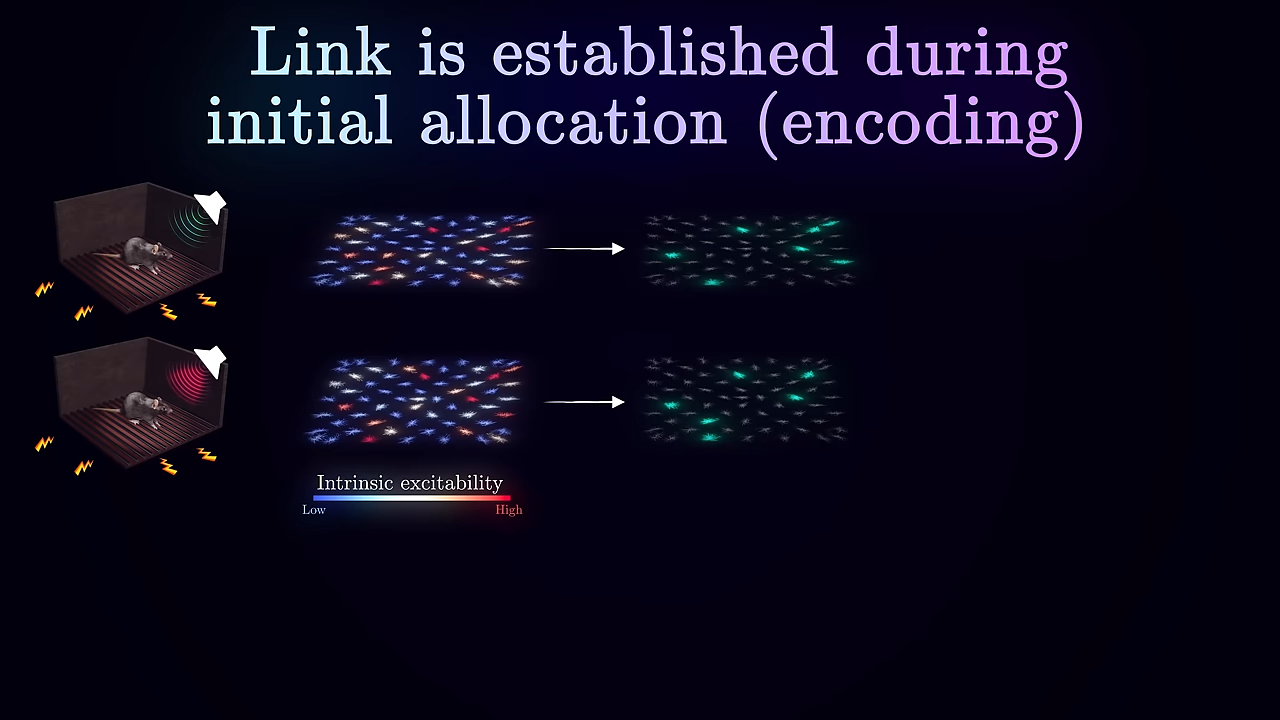 Link is established during
initial allocation (encoding)
Intrinsic excitability
Low
High